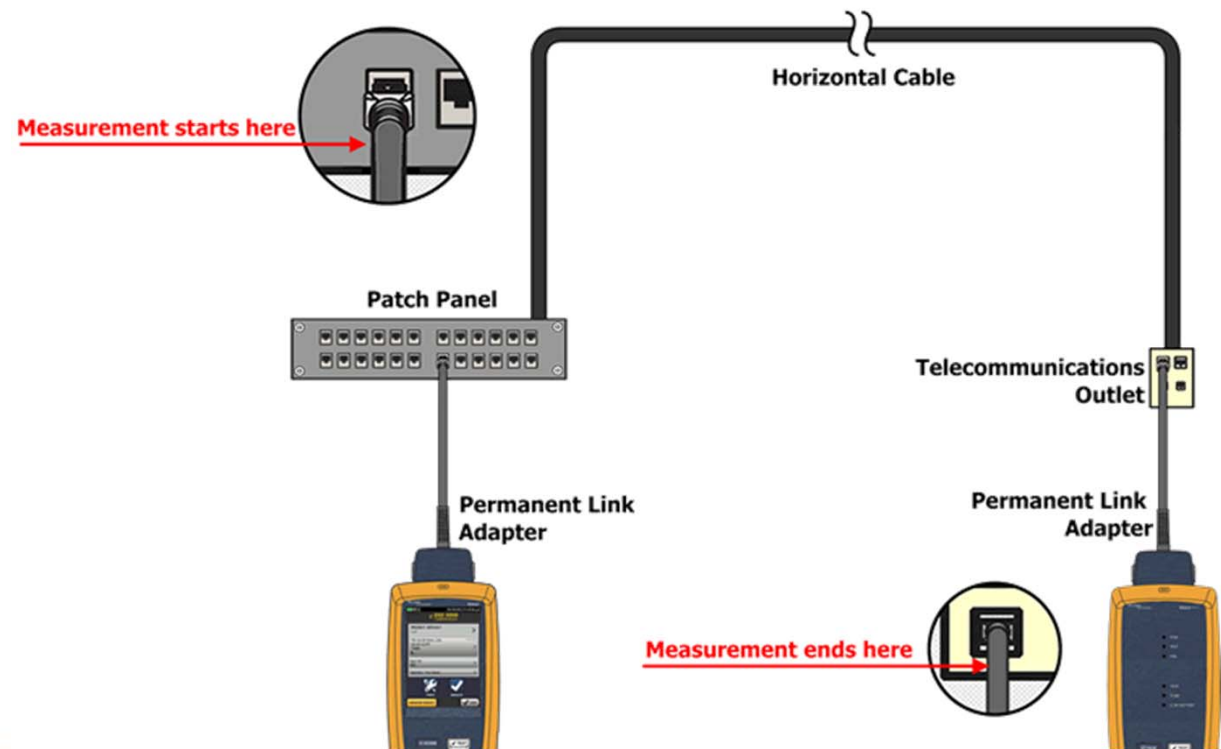 Horizontal Cable
Measurement starts here
Patch Panel
Telecommunications
Outlet
Permanent Link
Adapter
Permanent Link
Adapter
Measurement ends here